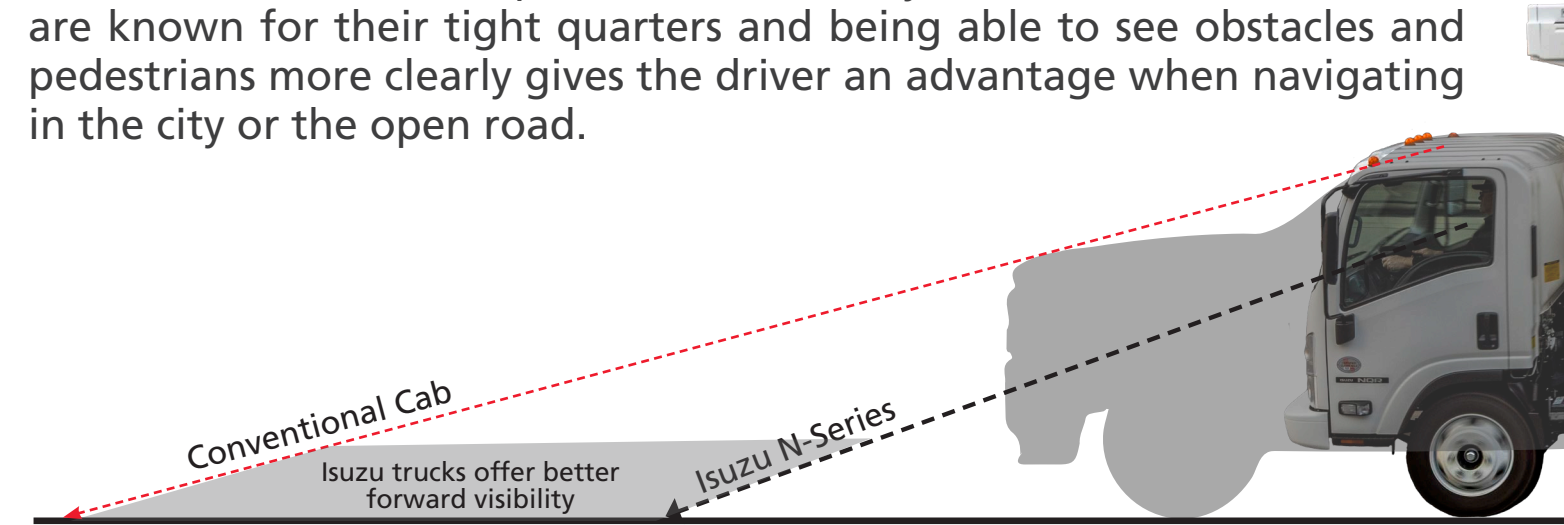 are known for their tight quarters and being able to see obstacles and
pedestrians more clearly gives the driver an advantage when navigating
in the city or the open road.
Conventional Cab
Isuzu trucks offer better
forward visibility
Isuzu N-Series